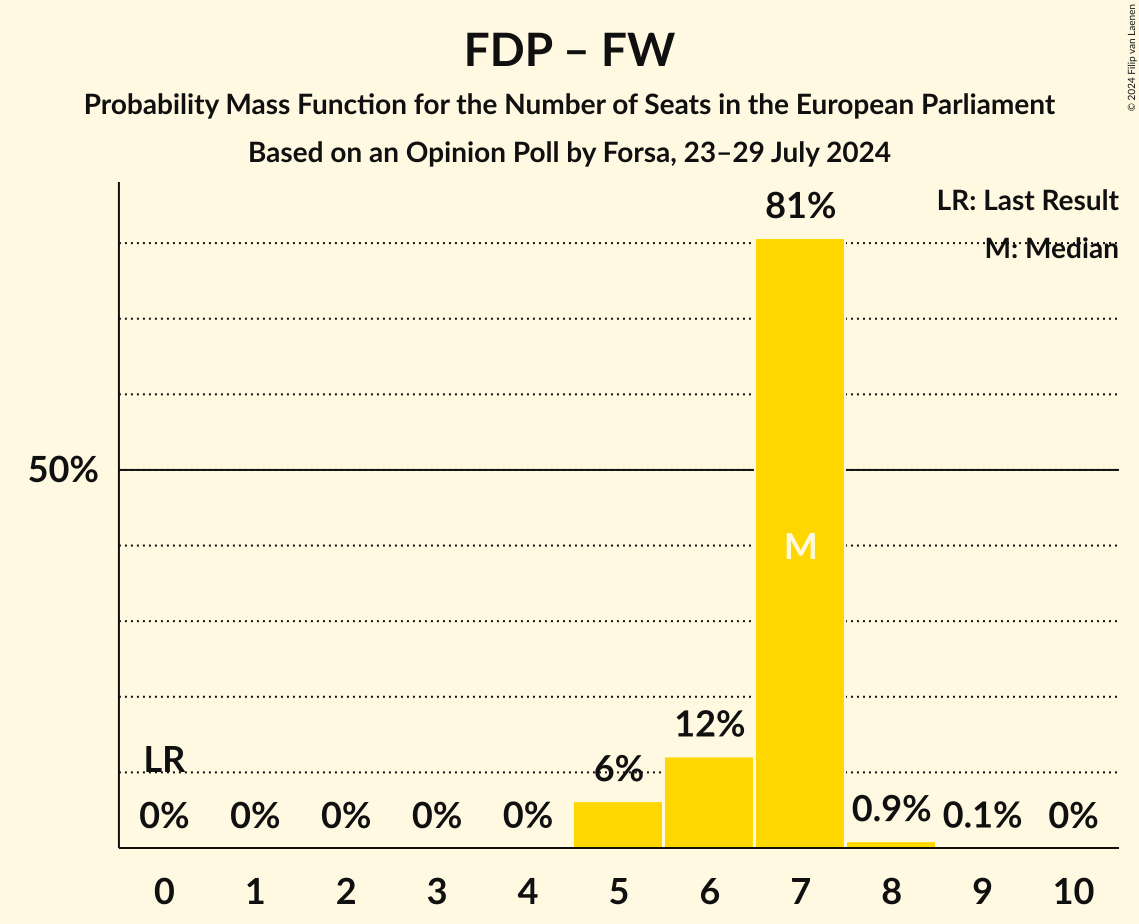 FDP – FW
Probability Mass Function for the Number of Seats in the European Parliament
Based on an Opinion Poll by Forsa, 23–29 July 2024
© 2024 Filip van Laenen
LR: Last Result
M: Median
81%
50%
M
12%
LR
6%
0% 0% 0% 0% 0% 0.9% 0.1% 0%
0 1 2 3 4 5 6 7 8 9 10